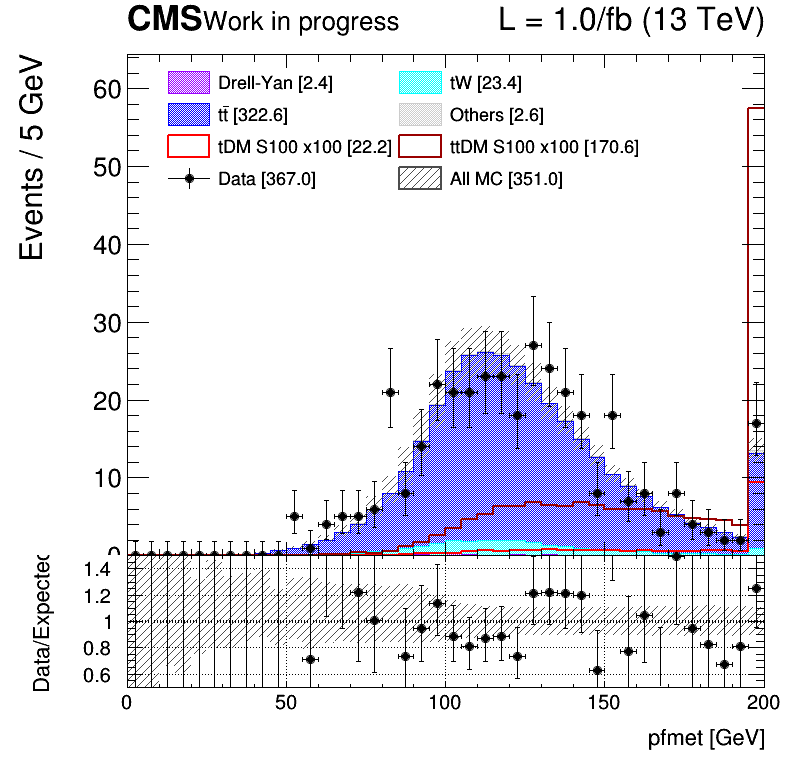 CMS Work in progress L = 1.0/fb (13 TeV)
Events / 5 GeV
60
50
40
30
20
10
0
Drell-Yan [2.4] tW [23.4]
tt̄ [322.6] Others [2.6]
tDM S100 x100 [22.2] ttDM S100 x100 [170.6]
Data [367.0] All MC [351.0]
Data/Expected
1.4
1.2
1
0.8
0.6
0 50 100 150 200
pfmet [GeV]